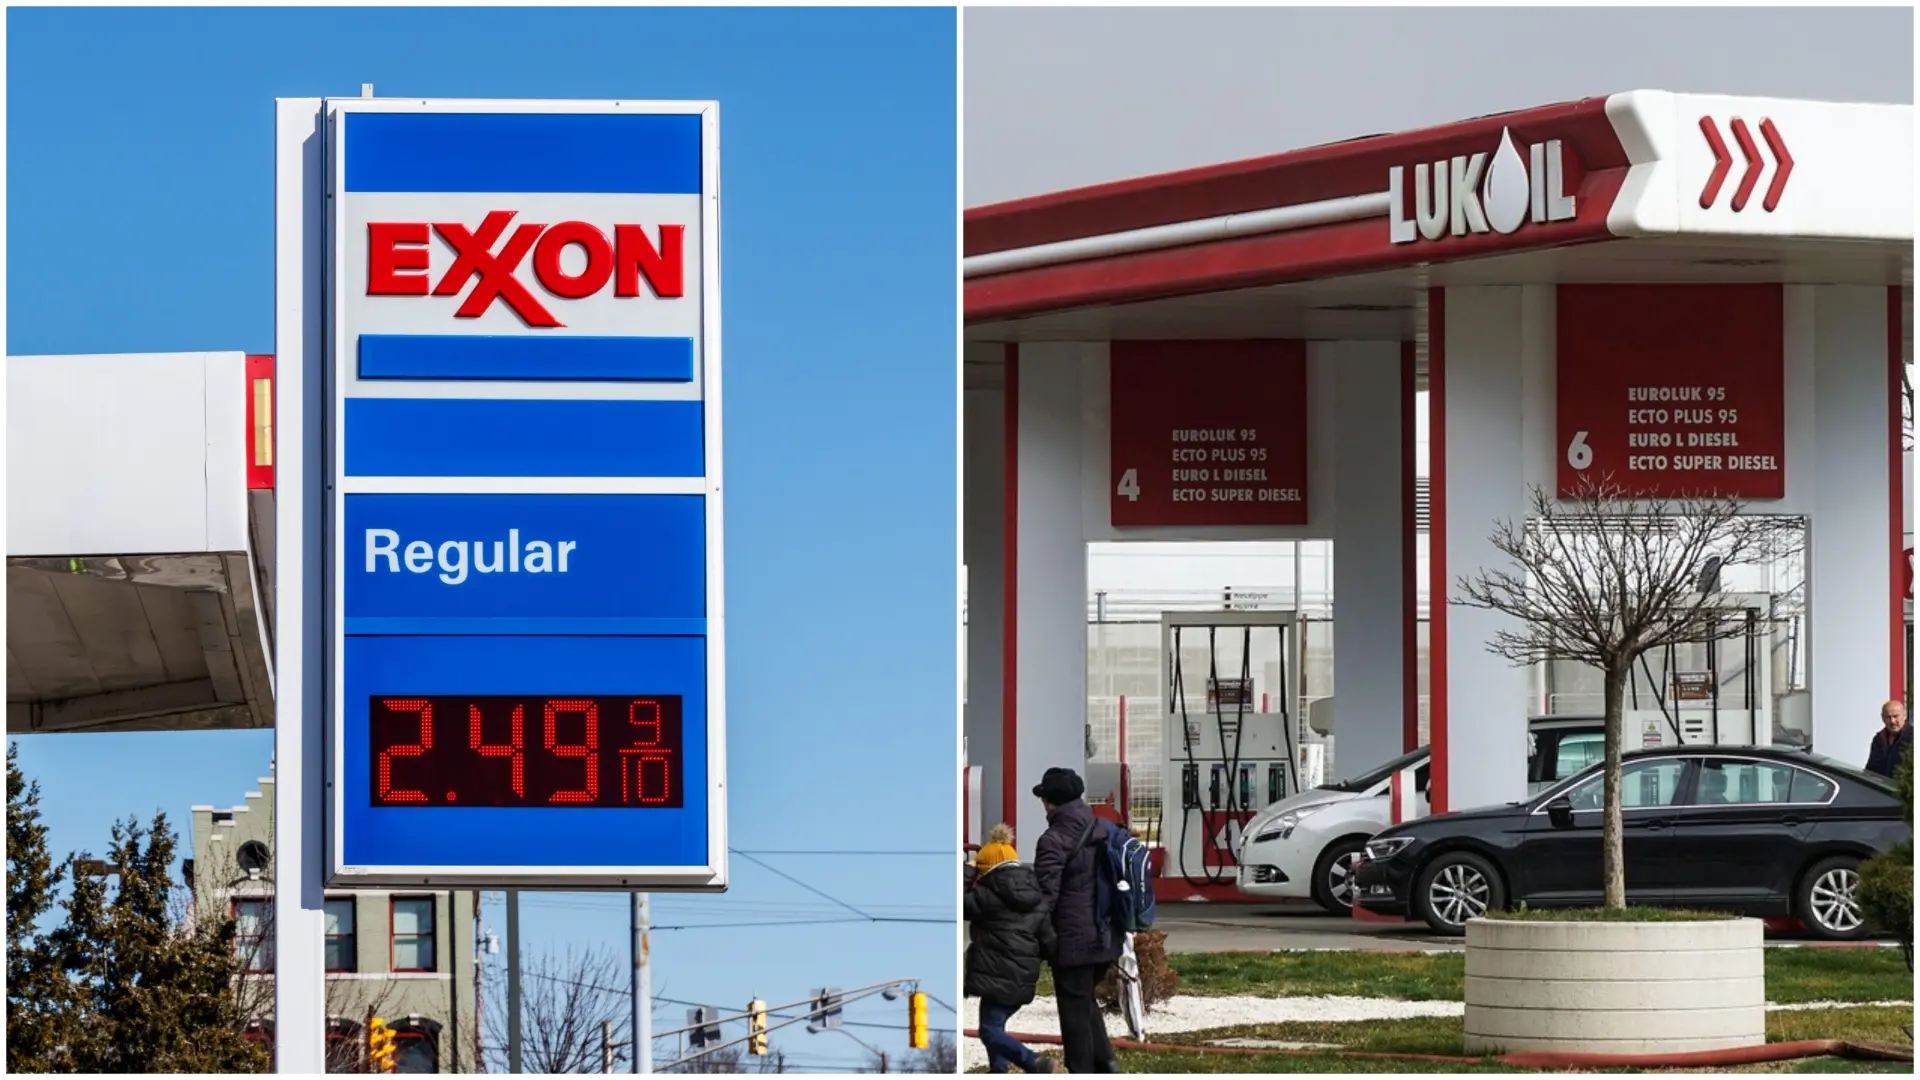 EXXON
Regular
2.49 9/10
LUKOIL
4
EUROLUK 95
ECTO PLUS 95
EURO L DIESEL
ECTO SUPER DIESEL
6
EUROLUK 95
ECTO PLUS 95
EURO L DIESEL
ECTO SUPER DIESEL